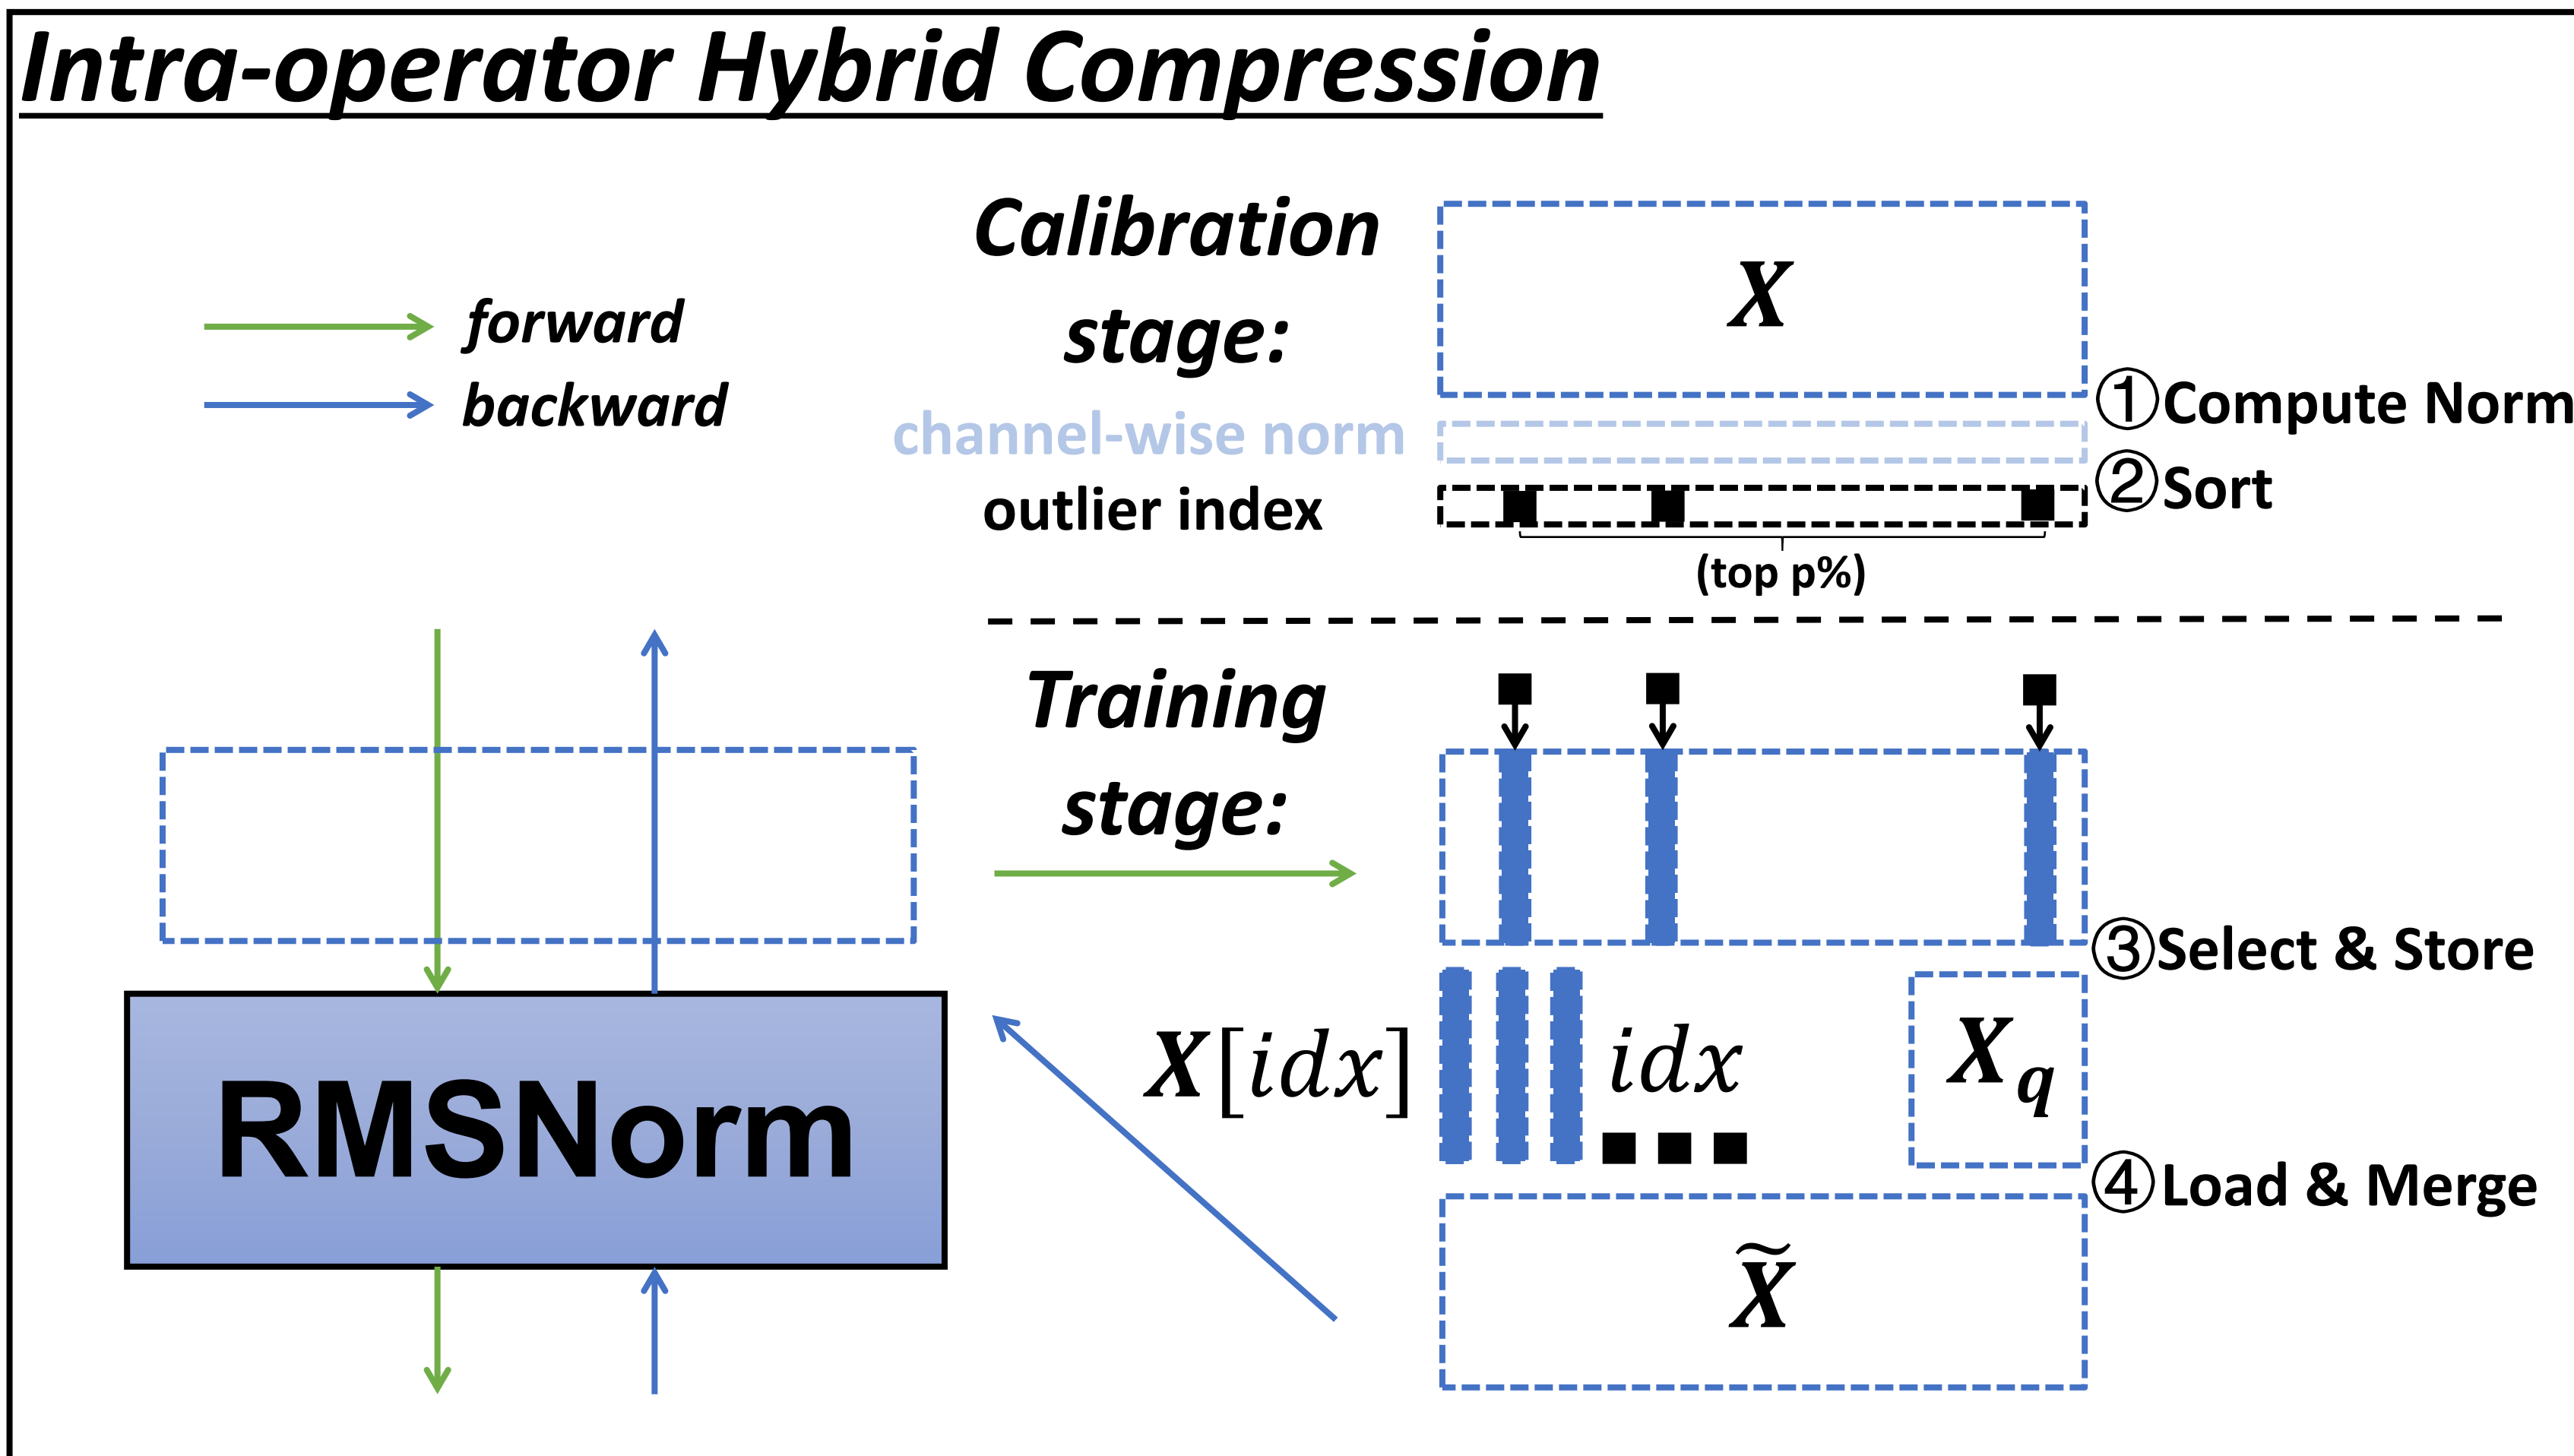 Intra-operator Hybrid Compression
forward
backward
Calibration
stage:
X
①Compute Norm
channel-wise norm
②Sort
outlier index
(top p%)
Training
stage:
③Select & Store
X[idx]
idx
X_q
④Load & Merge
RMSNorm
X̃